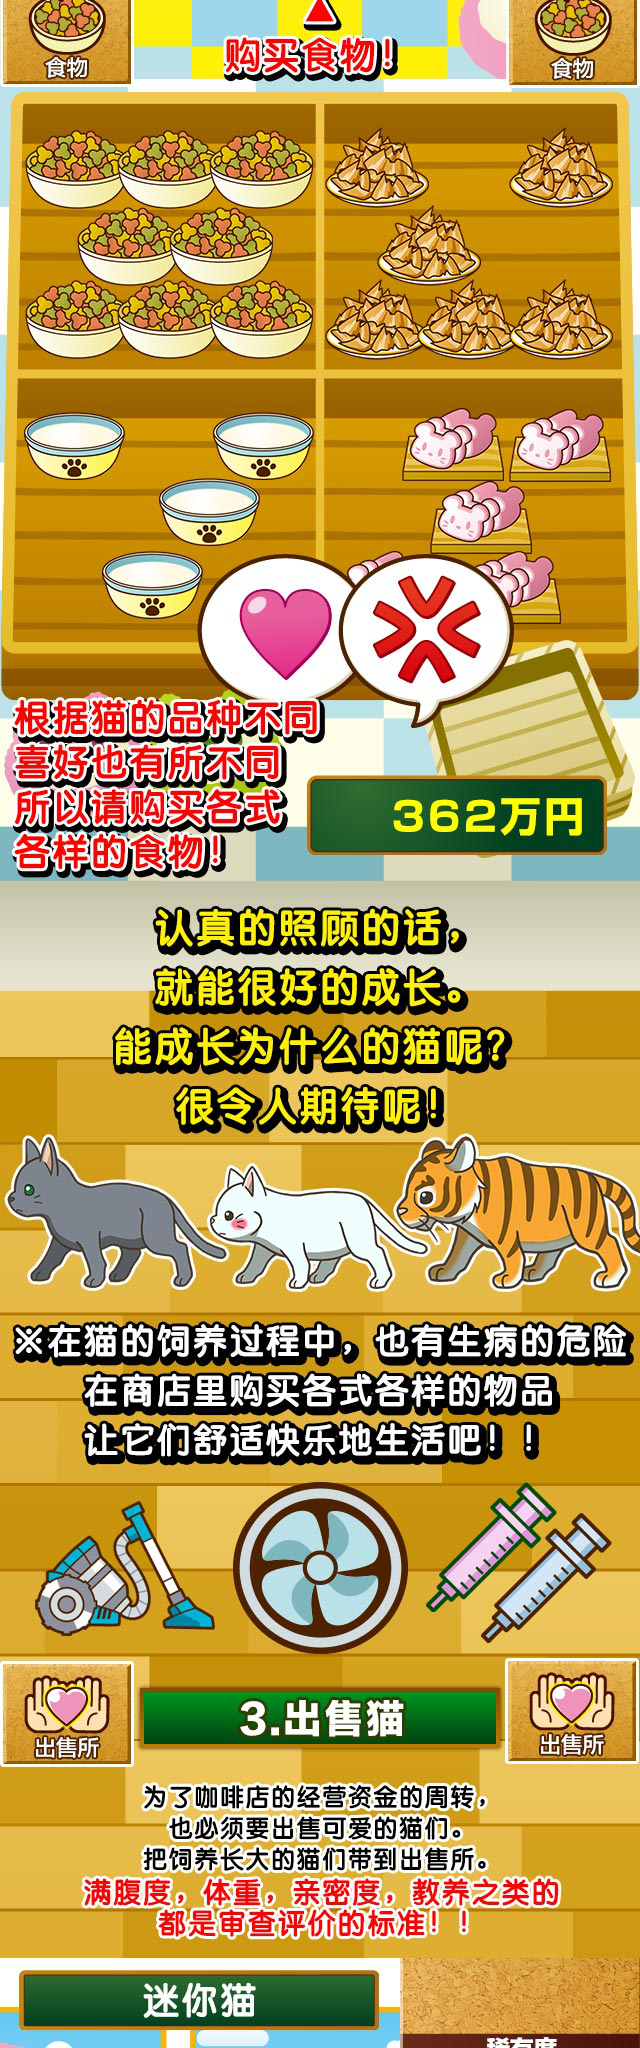 食物
购买食物!
食物
根据猫的品种不同
喜好也有所不同
所以请购买各式
各样的食物!
362万円
认真的照顾的话，
就能很好的成长。
能成长为什么的猫呢?
很令人期待呢!
※在猫的饲养过程中，也有生病的危险
在商店里购买各式各样的物品
让它们舒适快乐地生活吧！！
出售所
3.出售猫
出售所
为了咖啡店的经营资金的周转，
也必须要出售可爱的猫们。
把饲养长大的猫们带到出售所。
满腹度，体重，亲密度，教养之类的
都是审查评价的标准！！
迷你猫